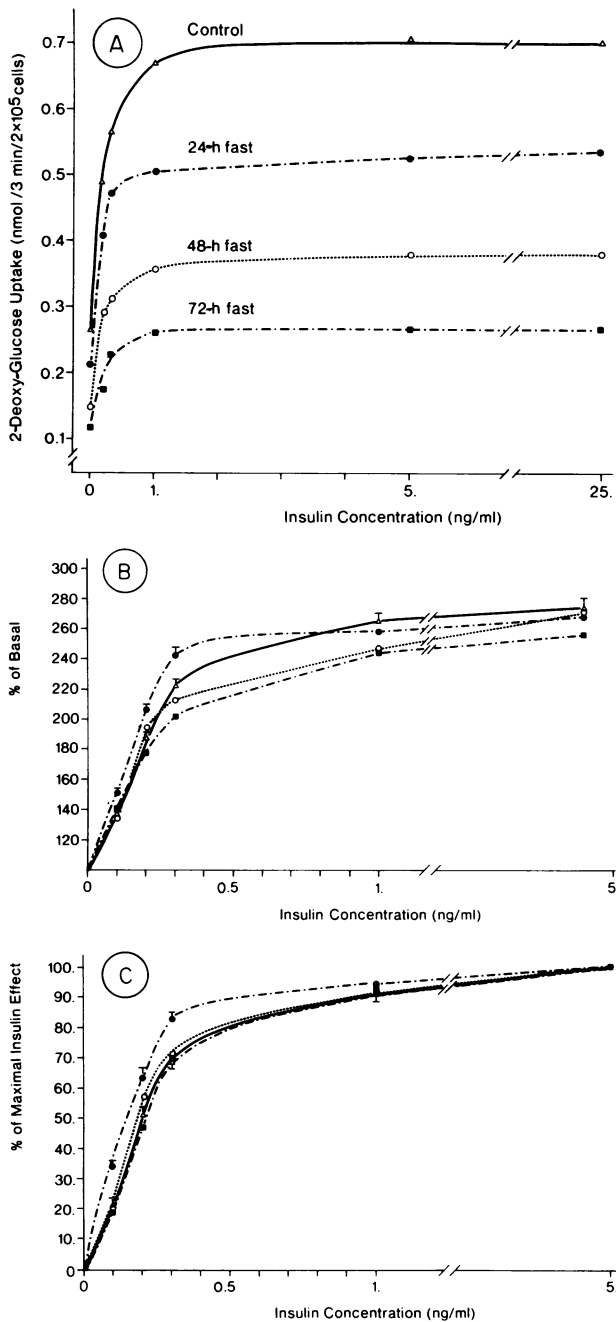 A
2-Deoxy-Glucose Uptake (nmol /3 min/2×10⁵cells)
0.7
0.6
0.5
0.4
0.3
0.2
0.1
Control
24-h fast
48-h fast
72-h fast
0 1. 5. 25.
Insulin Concentration (ng/ml)
B
% of Basal
300
280
260
240
220
200
180
160
140
120
0 0.5 1. 5
Insulin Concentration (ng/ml)
C
% of Maximal Insulin Effect
100.
90.
80.
70.
60.
50.
40.
30.
20.
10.
0
0 0.5 1. 5
Insulin Concentration (ng/ml)